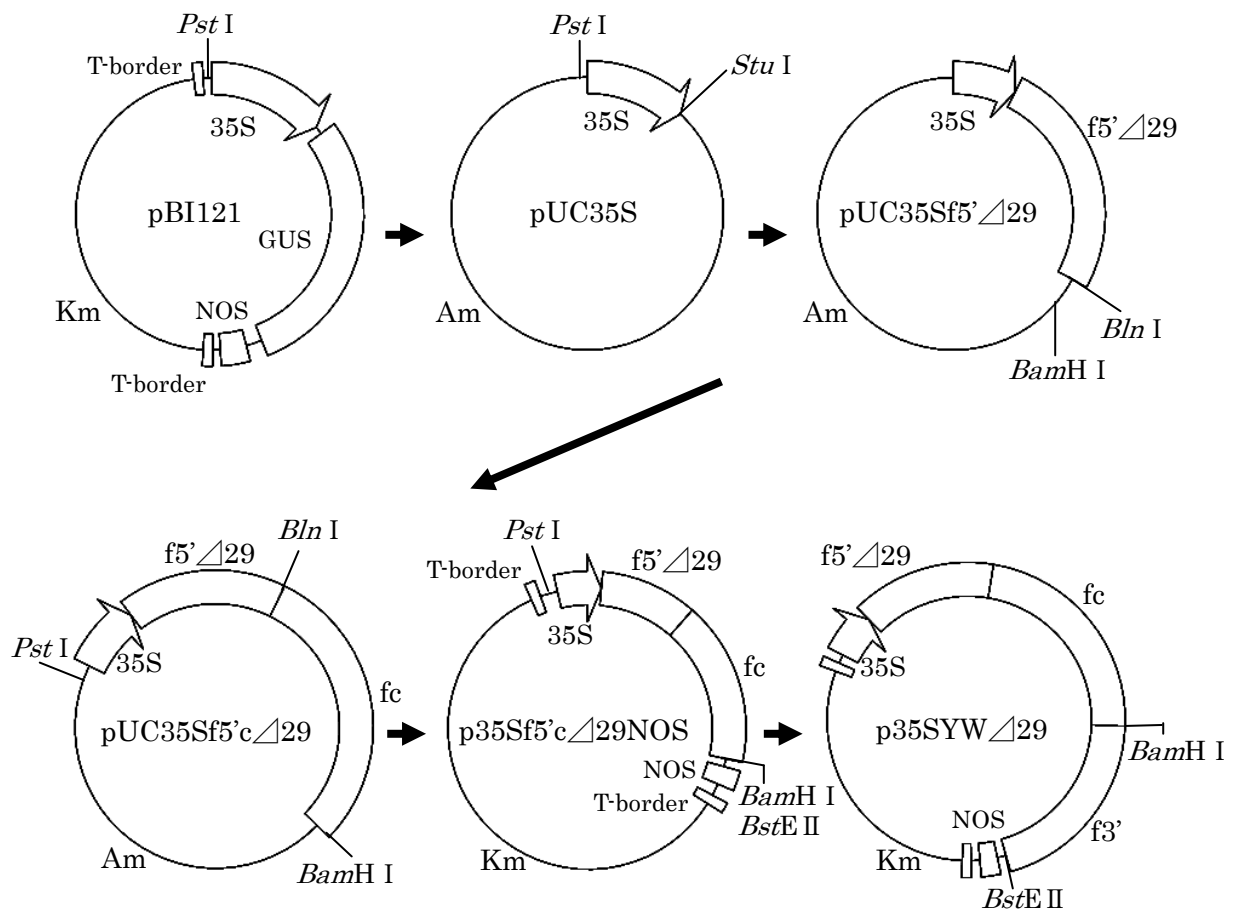 Pst I
T-border
35S
pBI121
GUS
Km
NOS
T-border
Pst I
Stu I
35S
pUC35S
Am
35S
f5'⊿29
pUC35Sf5'⊿29
Am
Bln I
BamH I
f5'⊿29
Bln I
Pst I
35S
fc
pUC35Sf5'c⊿29
Am
BamH I
Pst I
T-border
f5'⊿29
35S
fc
p35Sf5'c⊿29NOS
NOS
T-border
BamH I
BstE II
Km
f5'⊿29
fc
35S
p35SYW⊿29
BamH I
NOS
f3'
Km
BstE II